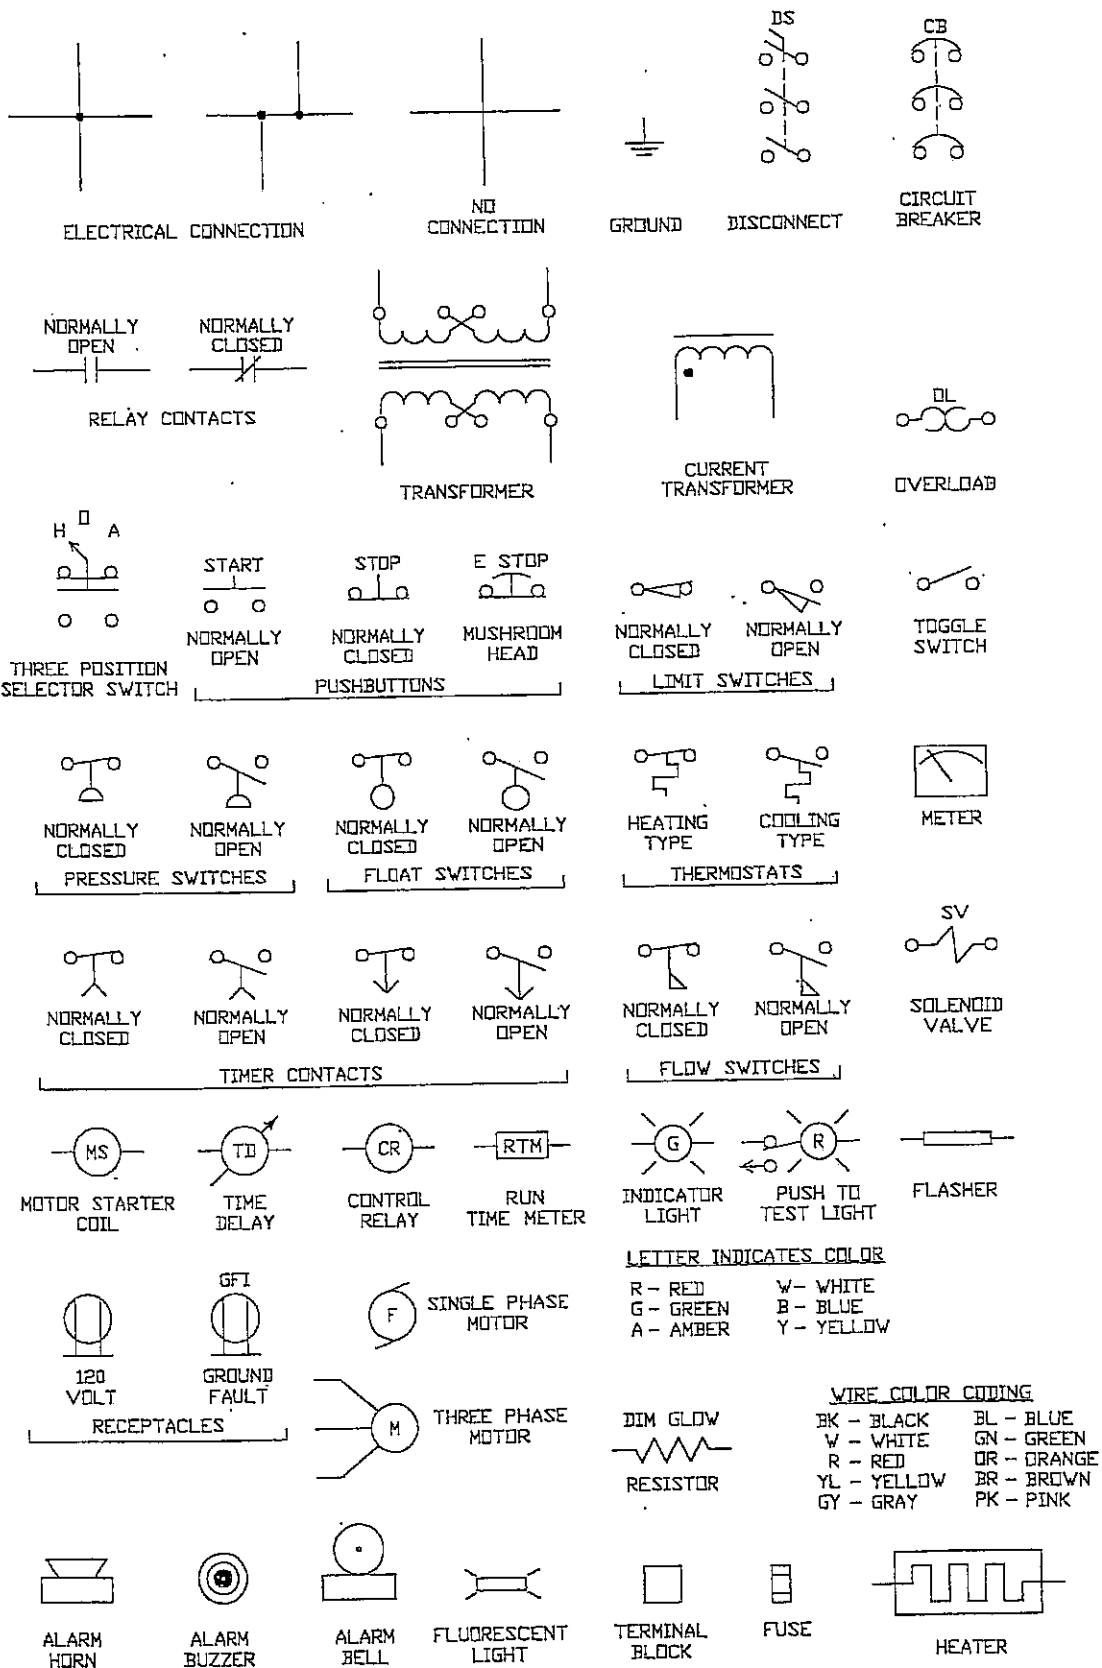 DS
CB
ELECTRICAL CONNECTION
NO
CONNECTION
GROUND
DISCONNECT
CIRCUIT
BREAKER
NORMALLY
OPEN
NORMALLY
CLOSED
RELAY CONTACTS
TRANSFORMER
CURRENT
TRANSFORMER
OL
OVERLOAD
H O A
THREE POSITION
SELECTOR SWITCH
START
NORMALLY
OPEN
STOP
NORMALLY
CLOSED
E STOP
MUSHROOM
HEAD
PUSHBUTTONS
NORMALLY
CLOSED
NORMALLY
OPEN
LIMIT SWITCHES
TOGGLE
SWITCH
NORMALLY
CLOSED
NORMALLY
OPEN
PRESSURE SWITCHES
NORMALLY
CLOSED
NORMALLY
OPEN
FLOAT SWITCHES
HEATING
TYPE
COOLING
TYPE
THERMOSTATS
METER
NORMALLY
CLOSED
NORMALLY
OPEN
NORMALLY
CLOSED
NORMALLY
OPEN
TIMER CONTACTS
NORMALLY
CLOSED
NORMALLY
OPEN
FLOW SWITCHES
SV
SOLENOID
VALVE
MS
MOTOR STARTER
COIL
TD
TIME
DELAY
CR
CONTROL
RELAY
RTM
RUN
TIME METER
G
INDICATOR
LIGHT
R
PUSH TO
TEST LIGHT
FLASHER
LETTER INDICATES COLOR
R - RED
G - GREEN
A - AMBER
W- WHITE
B - BLUE
Y - YELLOW
120
VOLT
GFI
GROUND
FAULT
RECEPTACLES
F
SINGLE PHASE
MOTOR
M
THREE PHASE
MOTOR
DIM GLOW
RESISTOR
WIRE COLOR CODING
BK - BLACK
W - WHITE
R - RED
YL - YELLOW
GY - GRAY
BL - BLUE
GN - GREEN
OR - ORANGE
BR - BROWN
PK - PINK
ALARM
HORN
ALARM
BUZZER
ALARM
BELL
FLUORESCENT
LIGHT
TERMINAL
BLOCK
FUSE
HEATER